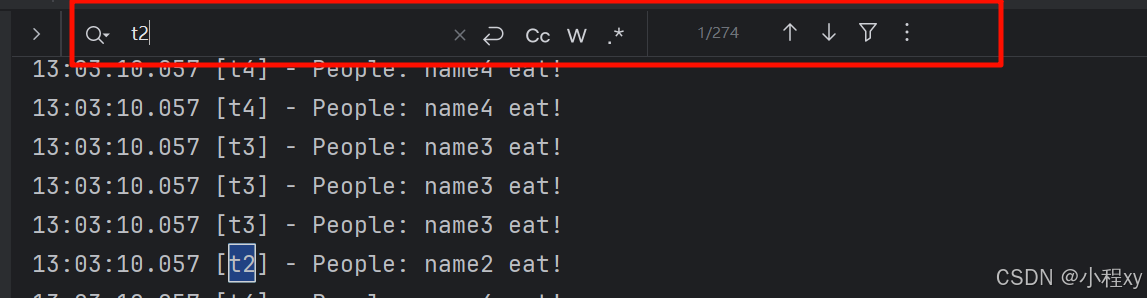 t2 Cc W .* 1/274
13:03:10.057 [t4] - People: name4 eat!
13:03:10.057 [t4] - People: name4 eat!
13:03:10.057 [t3] - People: name3 eat!
13:03:10.057 [t3] - People: name3 eat!
13:03:10.057 [t3] - People: name3 eat!
13:03:10.057 [t2] - People: name2 eat!
CSDN @小程xy